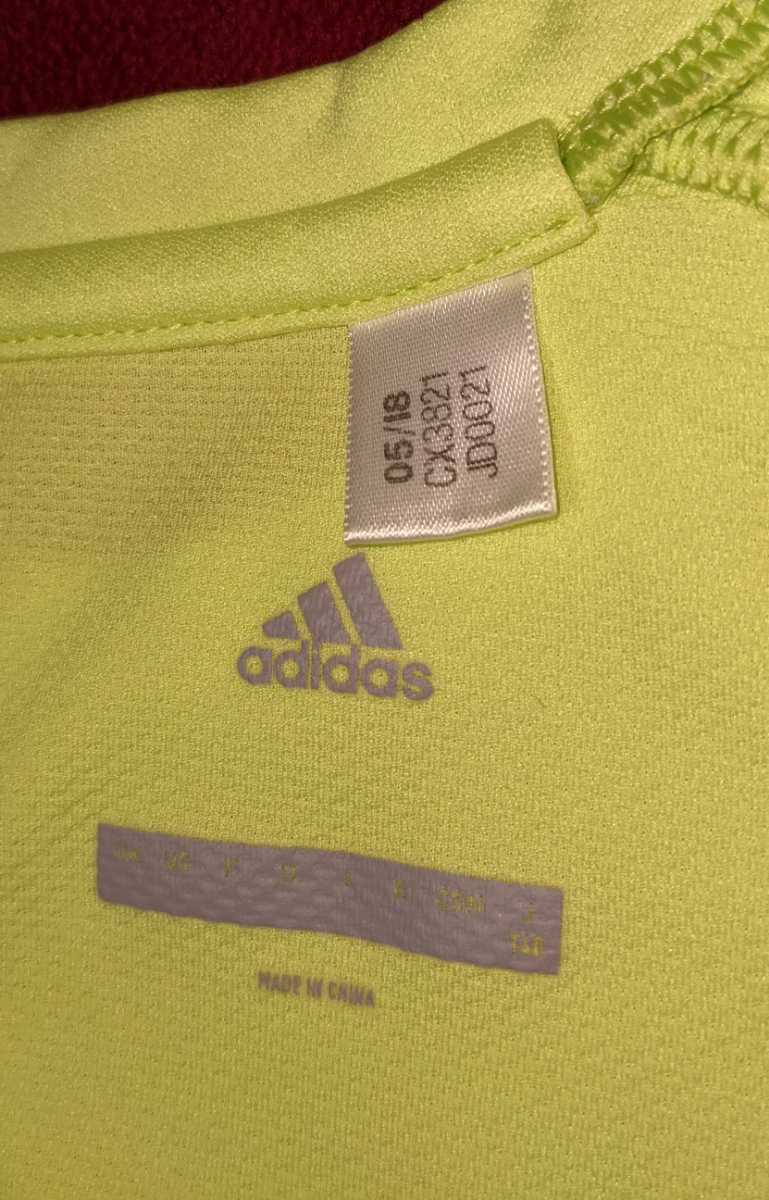 05/18
CX3821
JD0021
adidas
MADE IN CHINA